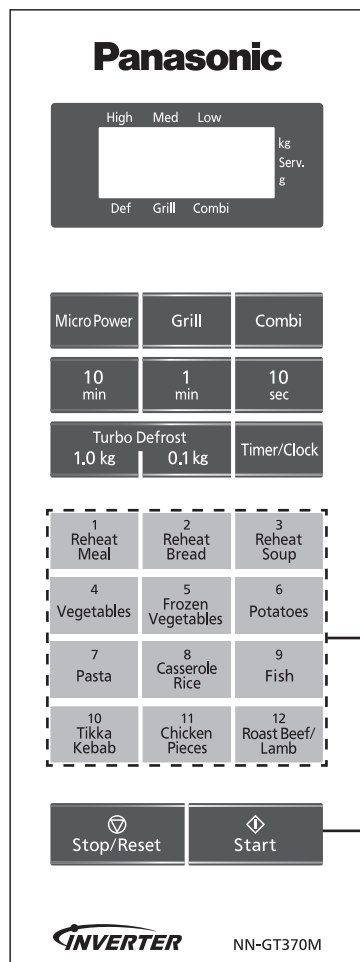 Panasonic
High Med Low
kg
Serv.
g
Def Grill Combi
Micro Power
Grill
Combi
10
min
1
min
10
sec
Turbo Defrost
1.0 kg 0.1 kg
Timer/Clock
1
Reheat
Meal
2
Reheat
Bread
3
Reheat
Soup
4
Vegetables
5
Frozen
Vegetables
6
Potatoes
7
Pasta
8
Casserole
Rice
9
Fish
10
Tikka
Kebab
11
Chicken
Pieces
12
Roast Beef/
Lamb
Stop/Reset
Start
INVERTER
NN-GT370M